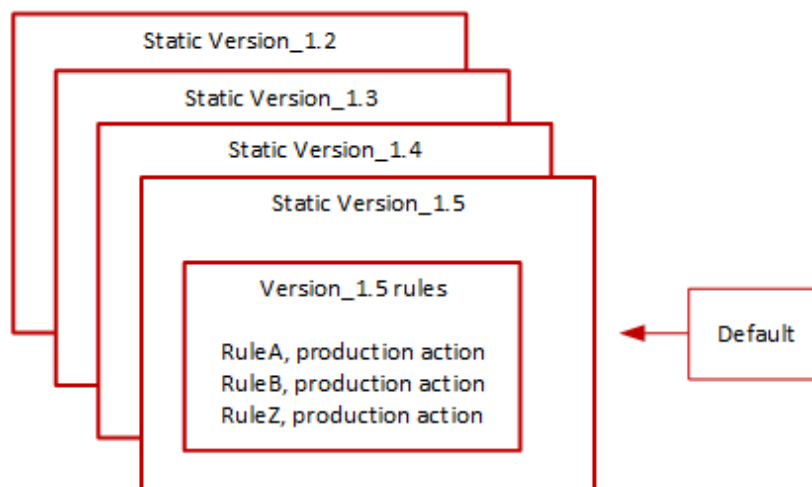 Static Version_1.2
Static Version_1.3
Static Version_1.4
Static Version_1.5
Version_1.5 rules
RuleA, production action
RuleB, production action
RuleZ, production action
Default